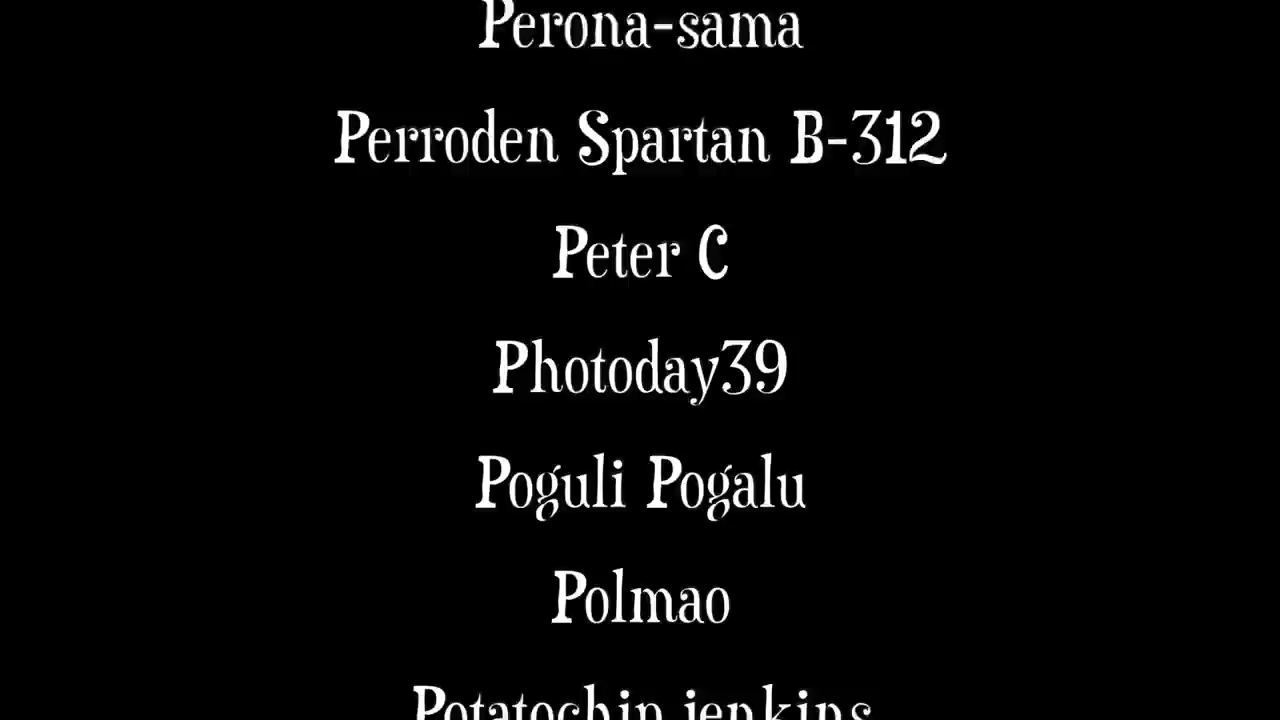 Perona-sama
Perroden Spartan B-312
Peter C
Photoday39
Poguli Pogalu
Polmao
Potatochip jenkins